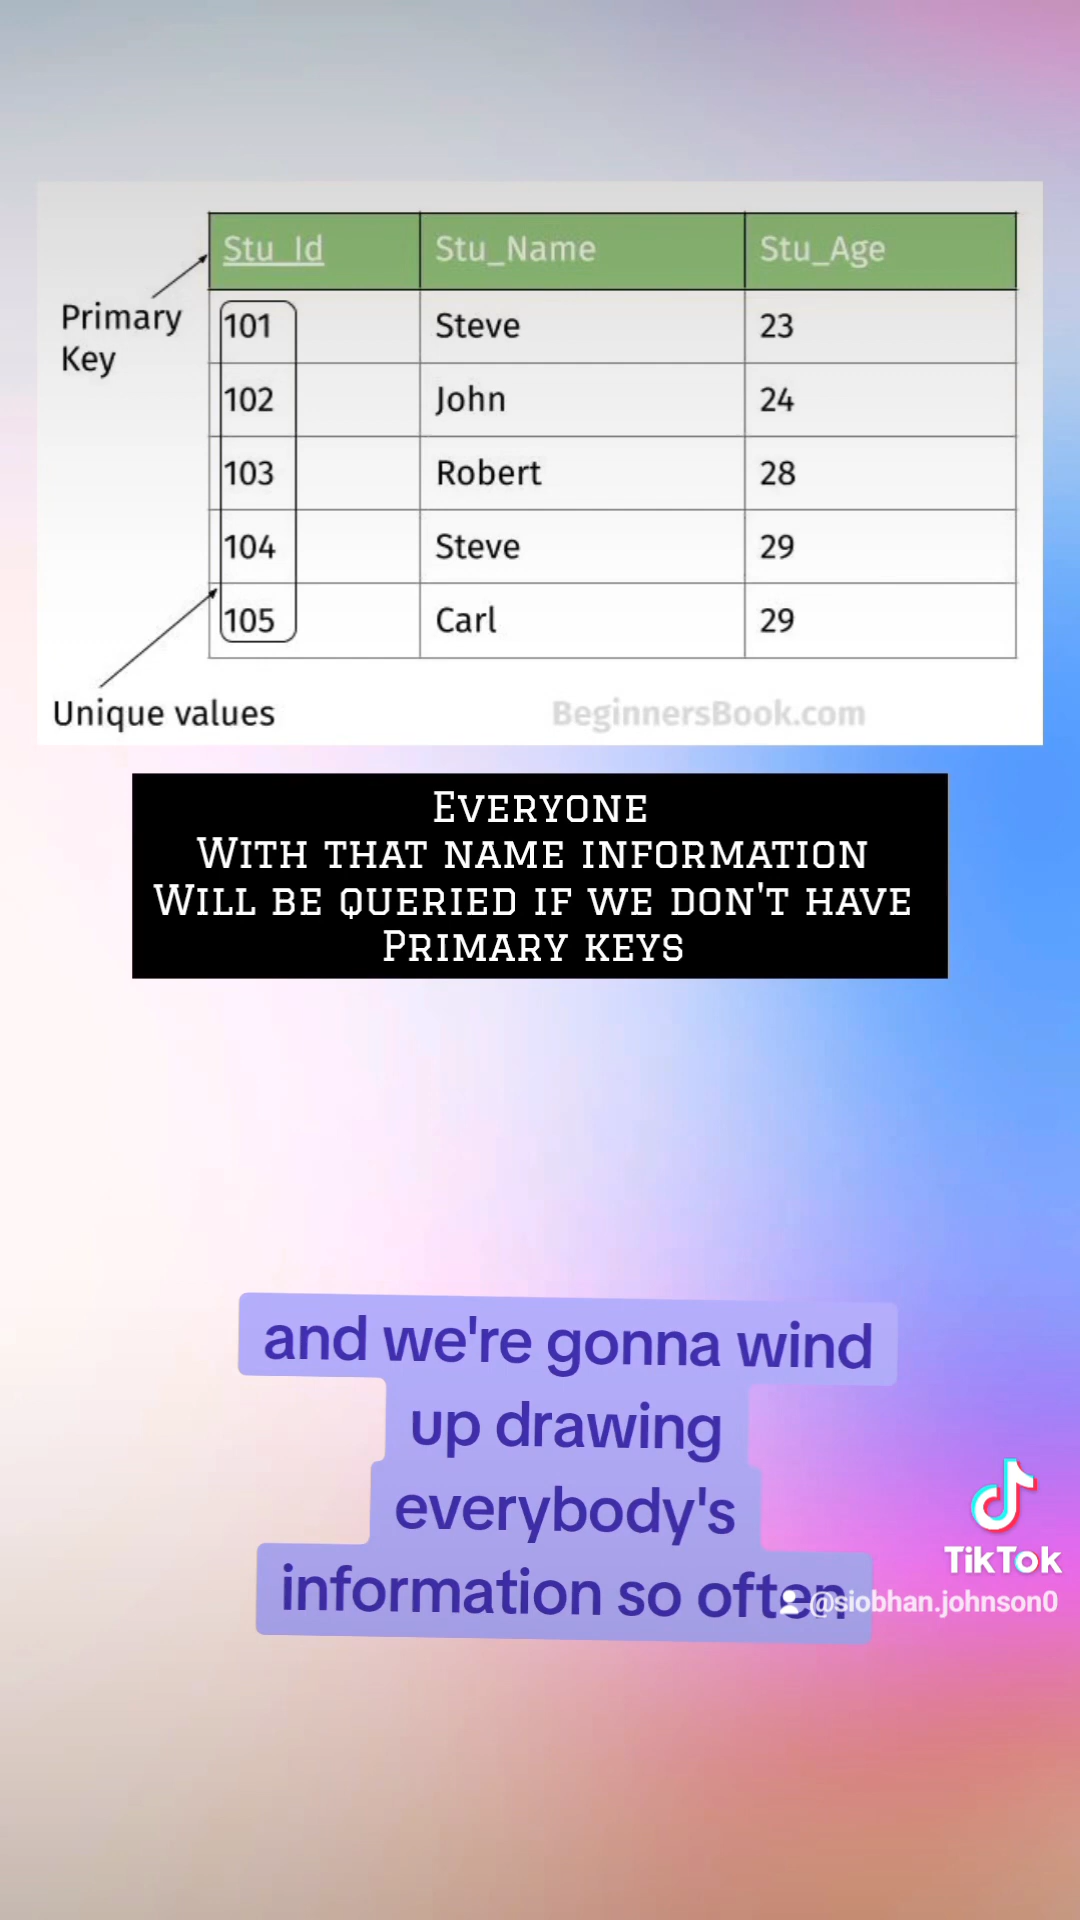 Stu_Id Stu_Name Stu_Age
Primary
Key
101 Steve 23
102 John 24
103 Robert 28
104 Steve 29
105 Carl 29
Unique values
BeginnersBook.com
Everyone
With that name information
Will be queried if we don't have
Primary keys
and we're gonna wind
up drawing
everybody's
information so often
TikTok
@siobhan.johnson0